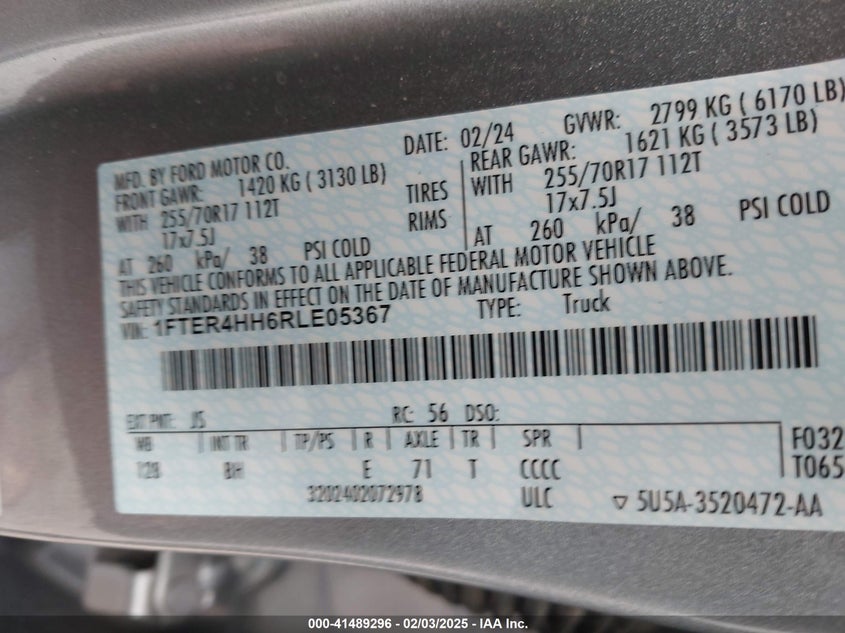 MFD. BY FORD MOTOR CO. DATE: 02/24 GVWR: 2799 KG ( 6170 LB)
FRONT GAWR: 1420 KG ( 3130 LB) REAR GAWR: 1621 KG ( 3573 LB)
WITH 255/70R17 112T TIRES WITH 255/70R17 112T
17x7.5J RIMS 17x7.5J
AT 260 kPa/ 38 PSI COLD AT 260 kPa/ 38 PSI COLD
THIS VEHICLE CONFORMS TO ALL APPLICABLE FEDERAL MOTOR VEHICLE
SAFETY STANDARDS IN EFFECT ON THE DATE OF MANUFACTURE SHOWN ABOVE.
VIN: 1FTER4HH6RLE05367 TYPE: Truck
EXT PNT: JS RC: 56 DSO:
WB INT TR TP/PS R AXLE TR SPR F032
128 BH E 71 T CCCC T065
3202402072978 ULC ▽ 5U5A-3520472-AA
000-41489296 - 02/03/2025 - IAA Inc.